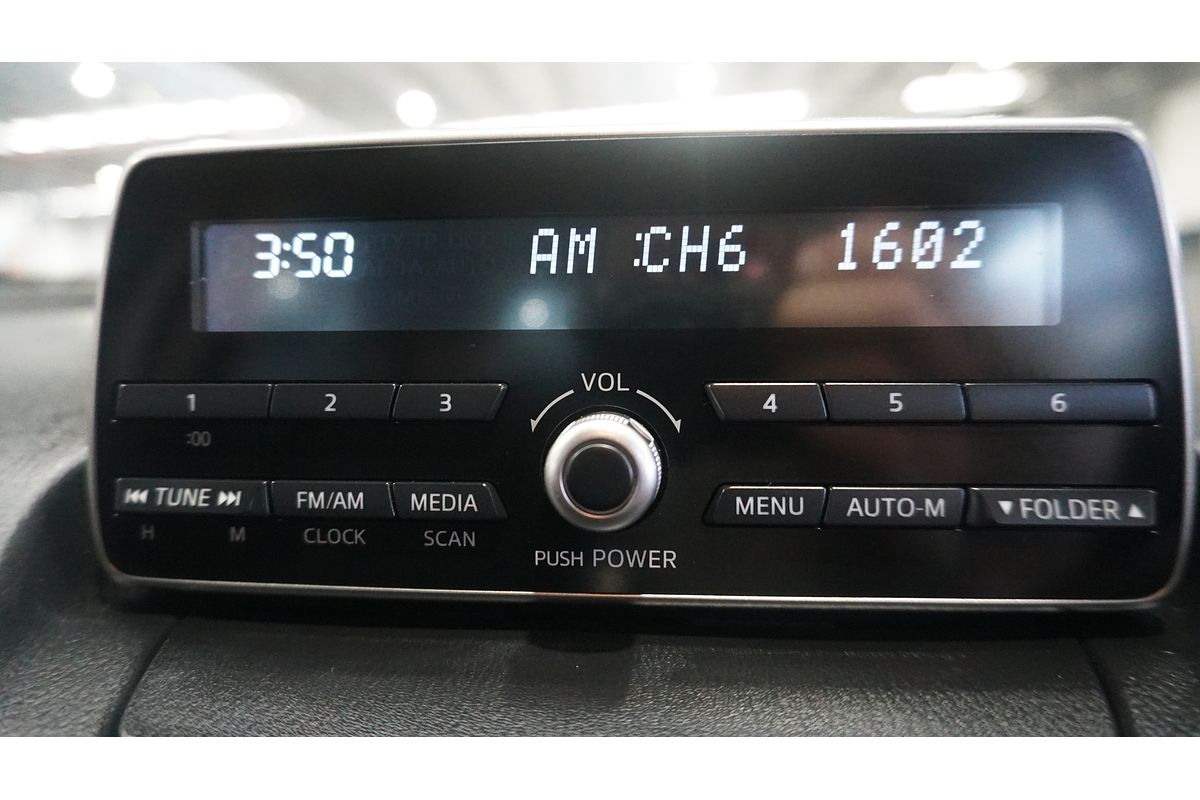 3:50 AM :CH6 1602
VOL
1 2 3 4 5 6
:00
⏮ TUNE ⏭ FM/AM MEDIA MENU AUTO-M ▼ FOLDER ▲
H M CLOCK SCAN
PUSH POWER